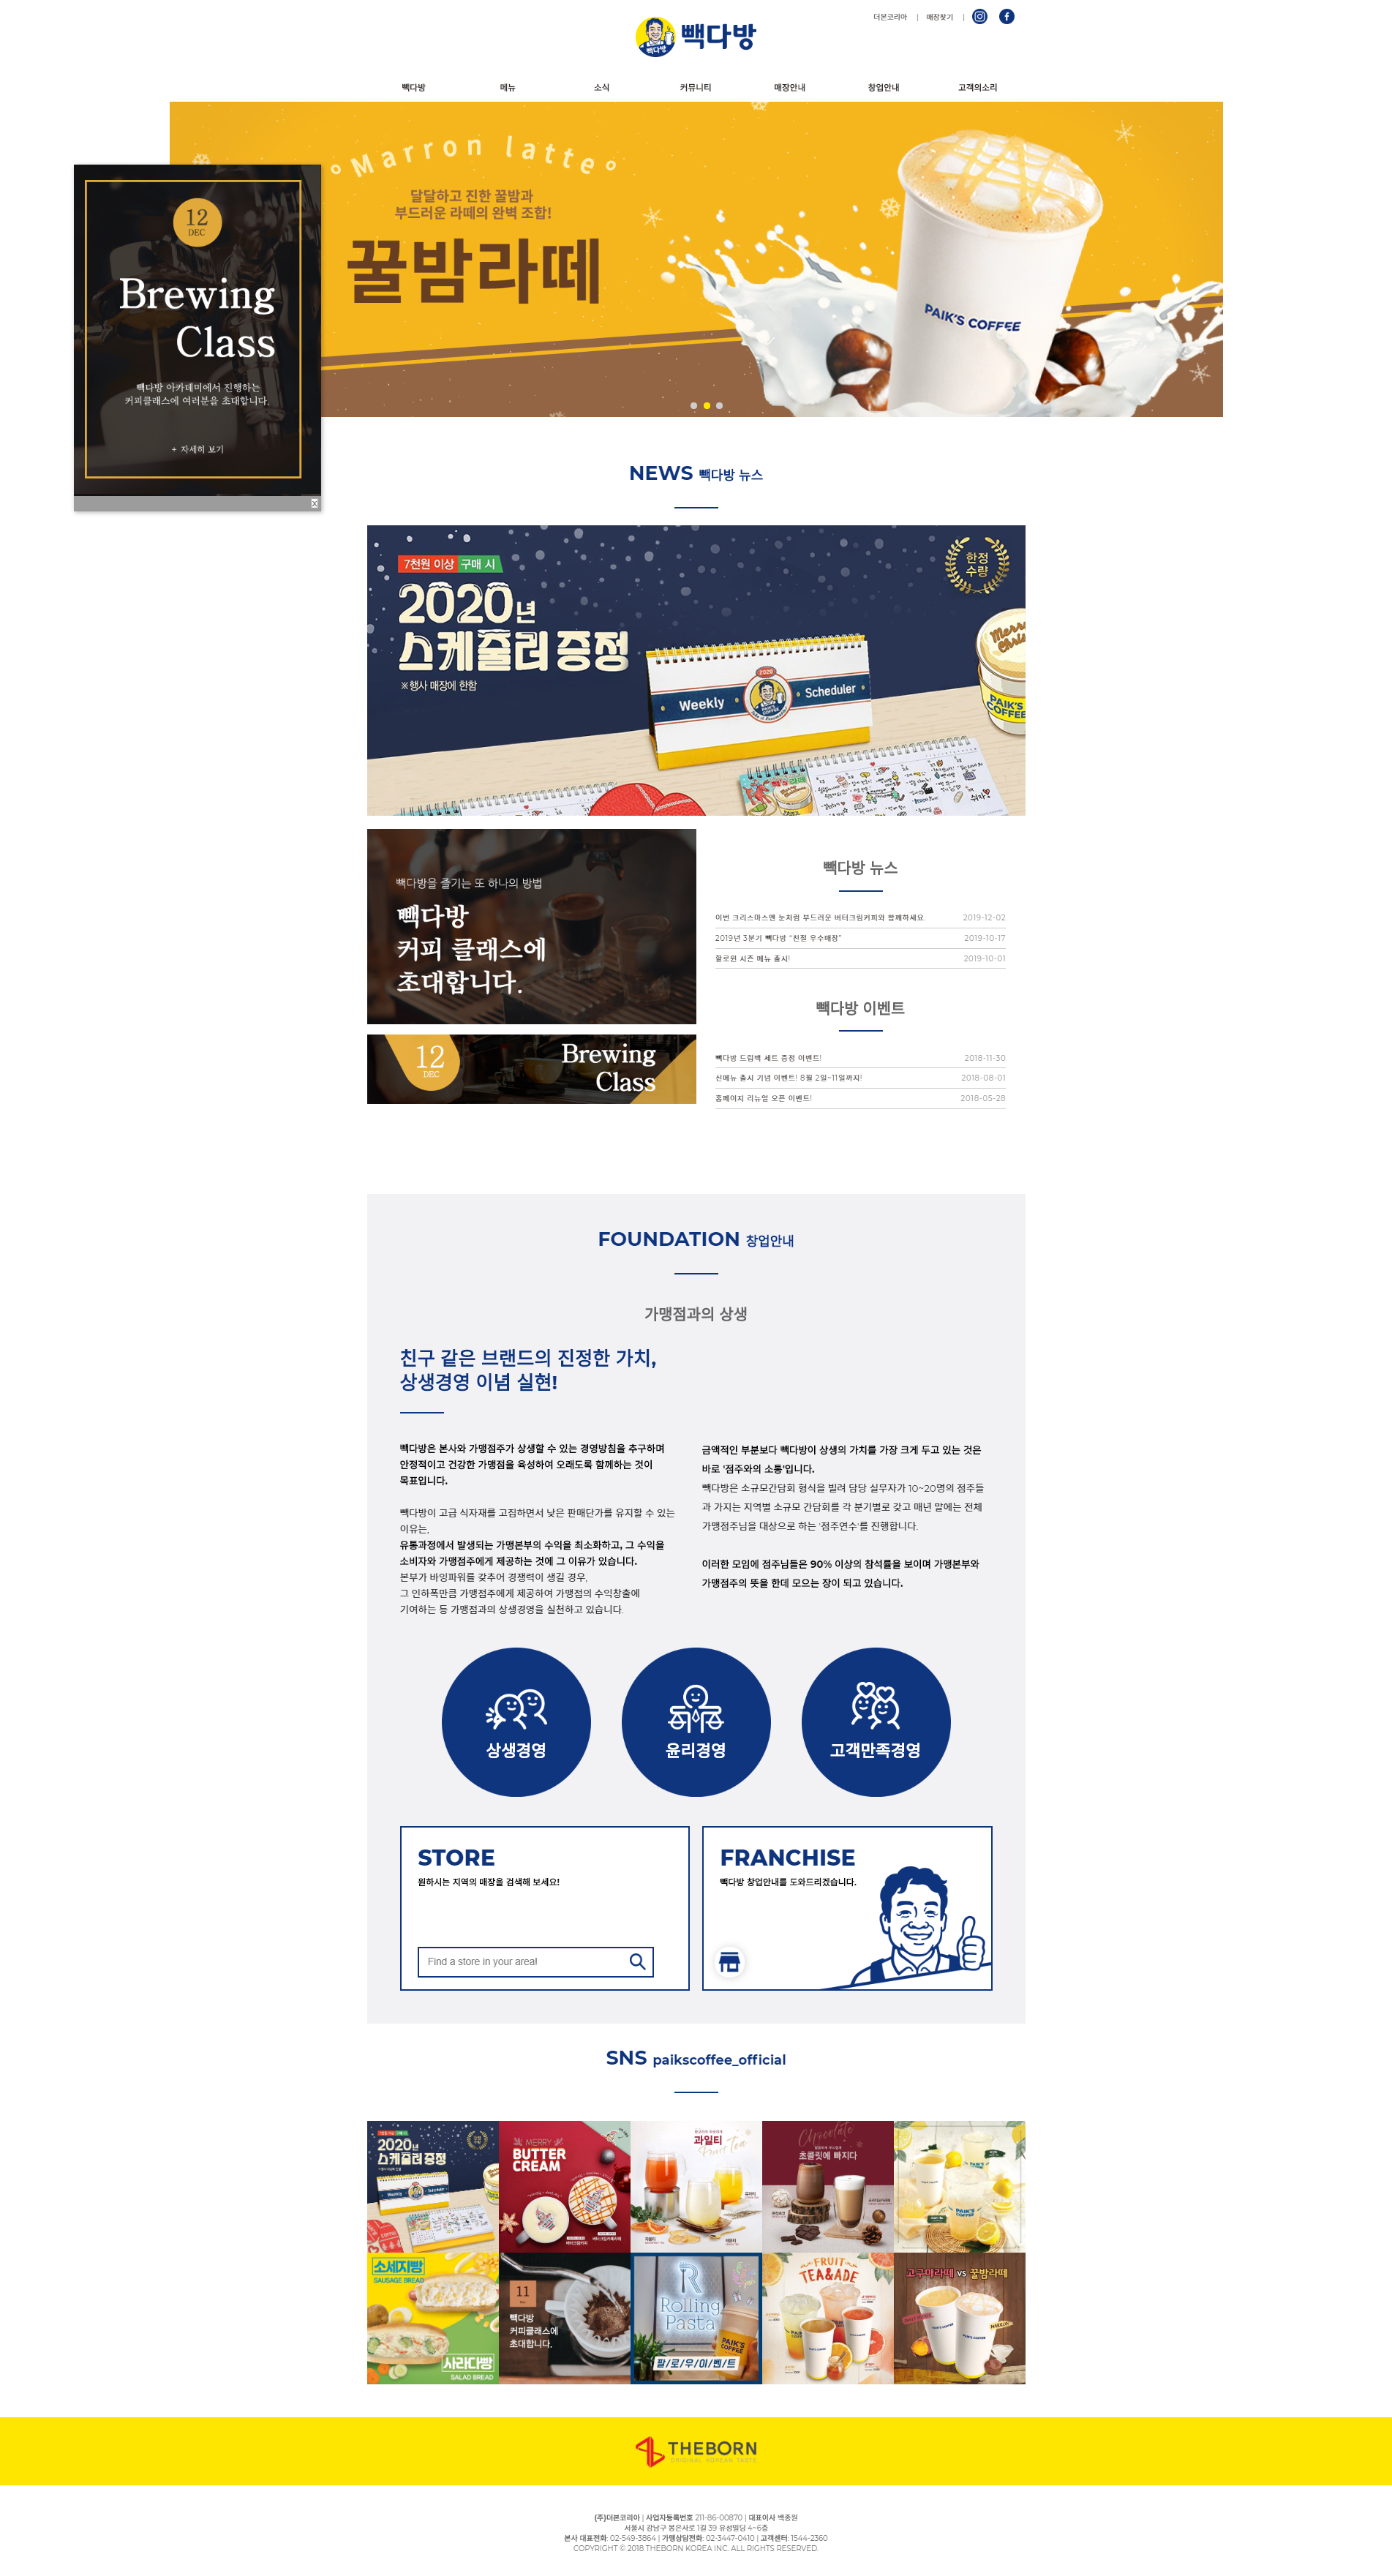 더본코리아 | 매장찾기 |
빽다방
빽다방
빽다방 메뉴 소식 커뮤니티 매장안내 창업안내 고객의소리
Marron latte
달달하고 진한 꿀밤과
부드러운 라떼의 완벽 조합!
꿀밤라떼
PAIK'S COFFEE
12
DEC
Brewing
Class
빽다방 아카데미에서 진행하는
커피클래스에 여러분을 초대합니다.
+ 자세히 보기
X
NEWS 빽다방 뉴스
7천원 이상 구매 시
2020년
스케줄러 증정
※행사 매장에 한함
한정
수량
2020
Weekly
Scheduler
PAIK'S
COFFEE
빽다방을 즐기는 또 하나의 방법
빽다방
커피 클래스에
초대합니다.
12
DEC
Brewing
Class
빽다방 뉴스
이번 크리스마스엔 눈처럼 부드러운 버터크림커피와 함께하세요. 2019-12-02
2019년 3분기 빽다방 "친절 우수매장" 2019-10-17
할로윈 시즌 메뉴 출시! 2019-10-01
빽다방 이벤트
빽다방 드립백 세트 증정 이벤트! 2018-11-30
신메뉴 출시 기념 이벤트! 8월 2일~11일까지! 2018-08-01
홈페이지 리뉴얼 오픈 이벤트! 2018-05-28
FOUNDATION 창업안내
가맹점과의 상생
친구 같은 브랜드의 진정한 가치,
상생경영 이념 실현!
빽다방은 본사와 가맹점주가 상생할 수 있는 경영방침을 추구하며
안정적이고 건강한 가맹점을 육성하여 오래도록 함께하는 것이
목표입니다.
빽다방이 고급 식자재를 고집하면서 낮은 판매단가를 유지할 수 있는
이유는,
유통과정에서 발생되는 가맹본부의 수익을 최소화하고, 그 수익을
소비자와 가맹점주에게 제공하는 것에 그 이유가 있습니다.
본부가 바잉파워를 갖추어 경쟁력이 생길 경우,
그 인하폭만큼 가맹점주에게 제공하여 가맹점의 수익창출에
기여하는 등 가맹점과의 상생경영을 실천하고 있습니다.
금액적인 부분보다 빽다방이 상생의 가치를 가장 크게 두고 있는 것은
바로 '점주와의 소통'입니다.
빽다방은 소규모간담회 형식을 빌려 담당 실무자가 10~20명의 점주들
과 가지는 지역별 소규모 간담회를 각 분기별로 갖고 매년 말에는 전체
가맹점주님을 대상으로 하는 '점주연수'를 진행합니다.
이러한 모임에 점주님들은 90% 이상의 참석률을 보이며 가맹본부와
가맹점주의 뜻을 한데 모으는 장이 되고 있습니다.
상생경영
윤리경영
고객만족경영
STORE
원하시는 지역의 매장을 검색해 보세요!
Find a store in your area!
FRANCHISE
빽다방 창업안내를 도와드리겠습니다.
SNS paikscoffee_official
2020년
스케줄러 증정
MERRY
BUTTER
CREAM
과일티
Fruit Tea
Chocolate
초콜릿에 빠지다
PAIK'S
COFFEE
소세지빵
SAUSAGE BREAD
사라다빵
SALAD BREAD
11
빽다방
커피클래스에
초대합니다.
R
Rolling
Pasta
PAIK'S
COFFEE
팔/로/우/이/벤/트
FRUIT
TEA&ADE
고구마라떼 vs 꿀밤라떼
PAIK'S COFFEE
THEBORN
(주)더본코리아 | 사업자등록번호 211-86-00870 | 대표이사 백종원
서울시 강남구 봉은사로 1길 39 유성빌딩 4~6층
본사 대표전화: 02-549-3864 | 가맹상담전화: 02-3447-0410 | 고객센터: 1544-2360
COPYRIGHT © 2018 THEBORN KOREA INC. ALL RIGHTS RESERVED.